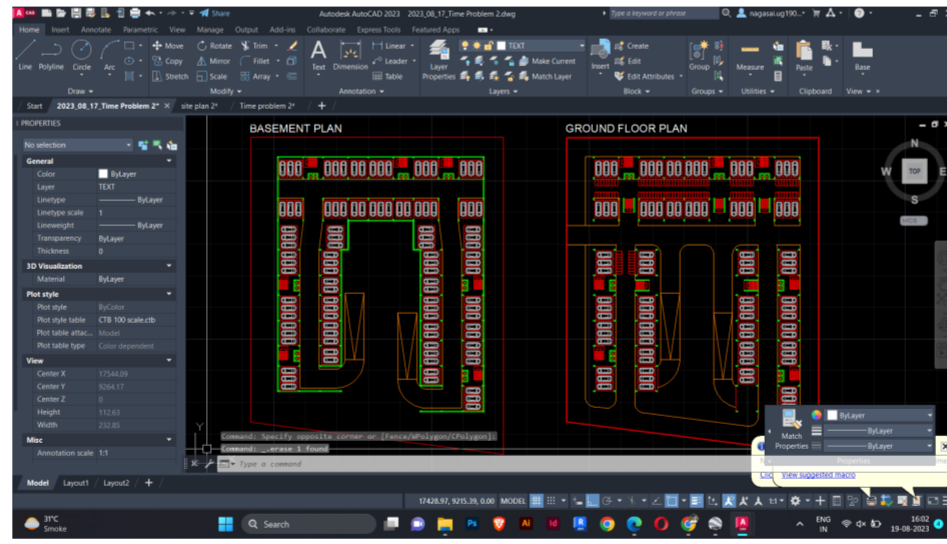 Share
Autodesk AutoCAD 2023 2023_08_17_Time Problem 2.dwg
Type a keyword or phrase
nagasai.ug190...
Home Insert Annotate Parametric View Manage Output Add-ins Collaborate Express Tools Featured Apps
Line Polyline Circle Arc
Move Rotate Trim
Copy Mirror Fillet
Stretch Scale Array
Text Dimension
Linear
Leader
Table
Layer Properties
TEXT
Make Current
Match Layer
Insert
Create
Edit
Edit Attributes
Group
Measure
Paste
Base
Draw Modify Annotation Layers Block Groups Utilities Clipboard View
Start 2023_08_17_Time Problem 2* site plan 2* Time problem 2*
PROPERTIES
No selection
General
Color ByLayer
Layer TEXT
Linetype ByLayer
Linetype scale 1
Lineweight ByLayer
Transparency ByLayer
Thickness 0
3D Visualization
Material ByLayer
Plot style
Plot style ByColor
Plot style table CTB 100 scale.ctb
Plot table attac... Model
Plot table type Color dependent
View
Center X 17544.09
Center Y 9264.17
Center Z 0
Height 112.63
Width 232.85
Misc
Annotation scale 1:1
BASEMENT PLAN
GROUND FLOOR PLAN
N
W TOP E
S
WCS
Y
Command: Specify opposite corner or [Fence/WPolygon/CPolygon]:
Command: _.erase 1 found
Type a command
Match Properties
ByLayer
ByLayer
ByLayer
Properties
View suggested macro
Model Layout1 Layout2
17428.97, 9215.39, 0.00 MODEL
1:1
31°C
Smoke
Search
ENG
IN
16:02
19-08-2023